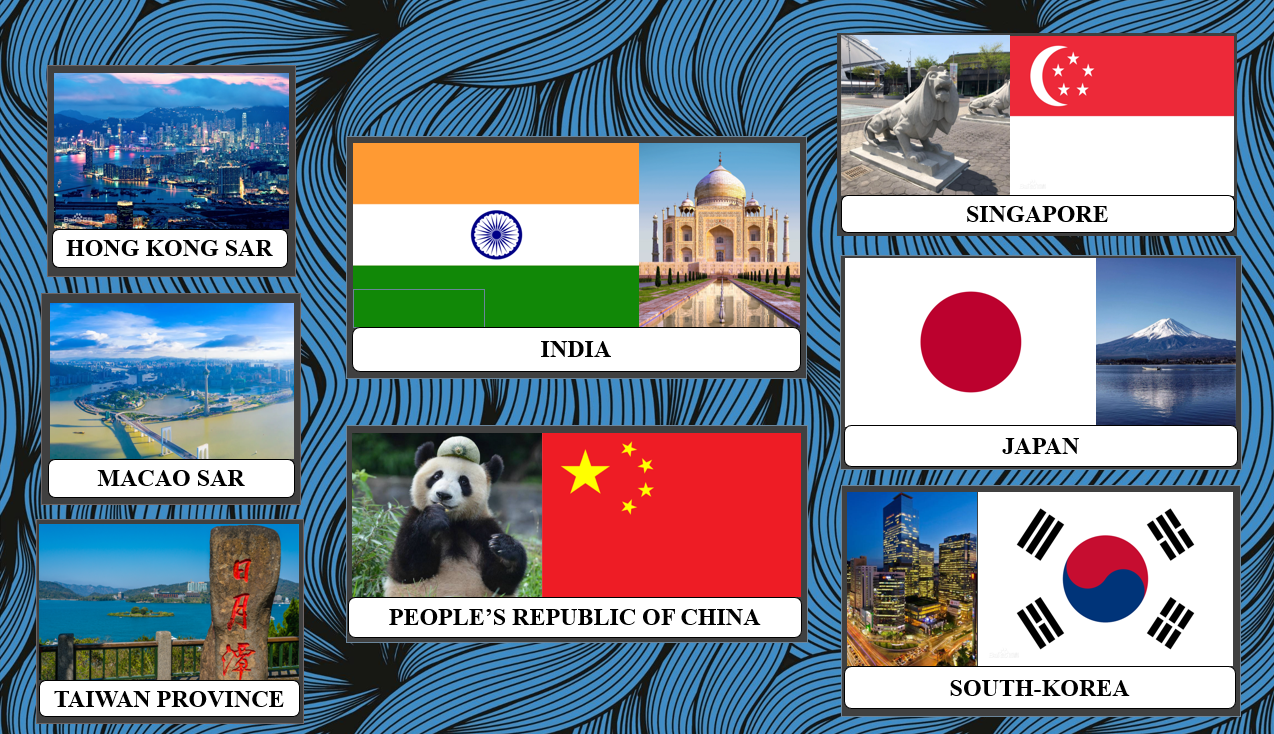 HONG KONG SAR
MACAO SAR
日月潭
TAIWAN PROVINCE
INDIA
PEOPLE’S REPUBLIC OF CHINA
SINGAPORE
JAPAN
SOUTH-KOREA